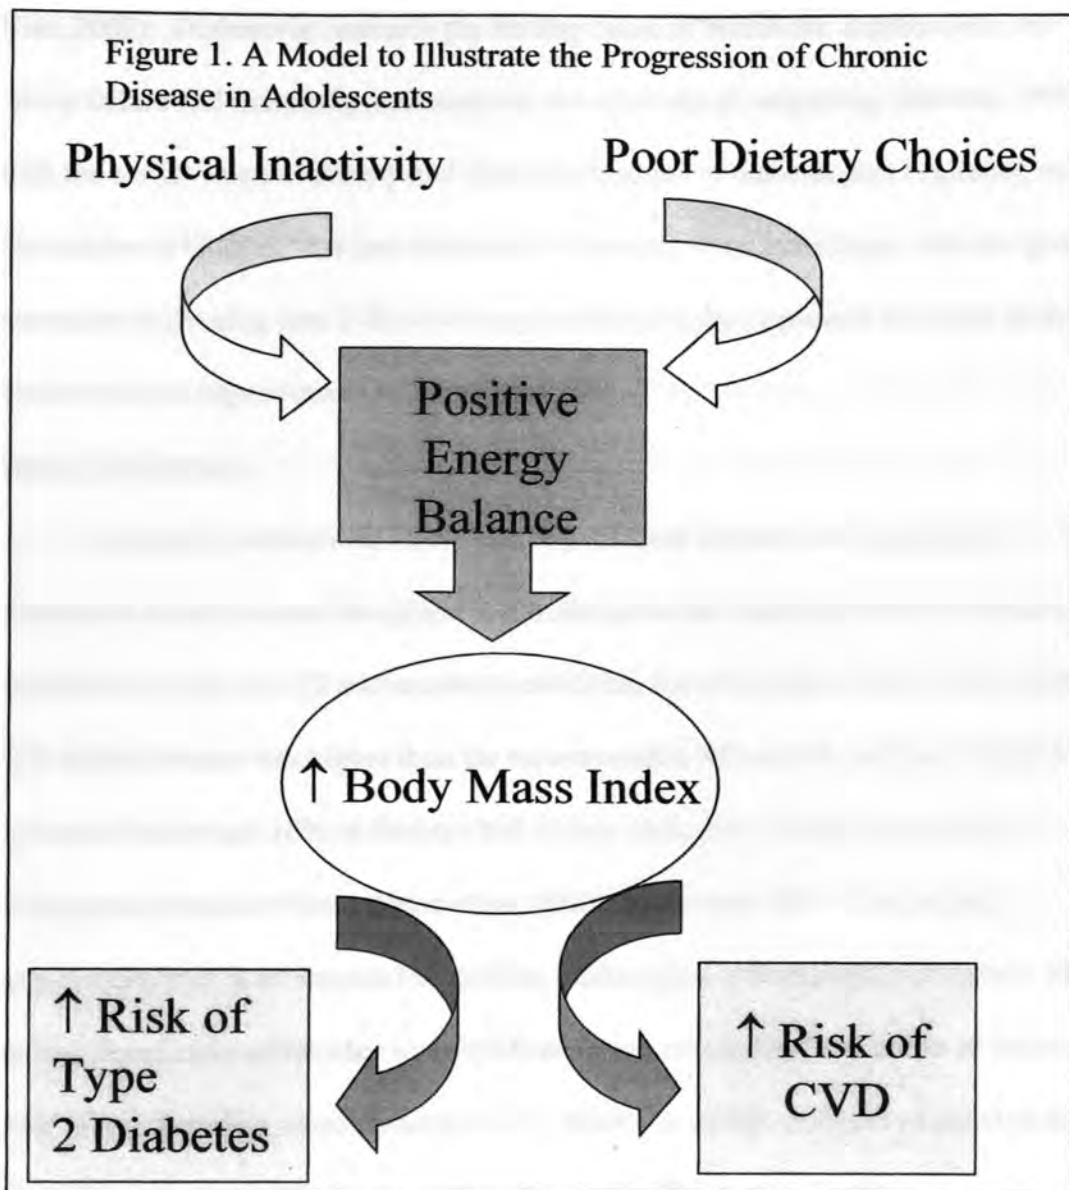 Figure 1. A Model to Illustrate the Progression of Chronic
Disease in Adolescents
Physical Inactivity
Poor Dietary Choices
Positive
Energy
Balance
↑ Body Mass Index
↑ Risk of
Type
2 Diabetes
↑ Risk of
CVD